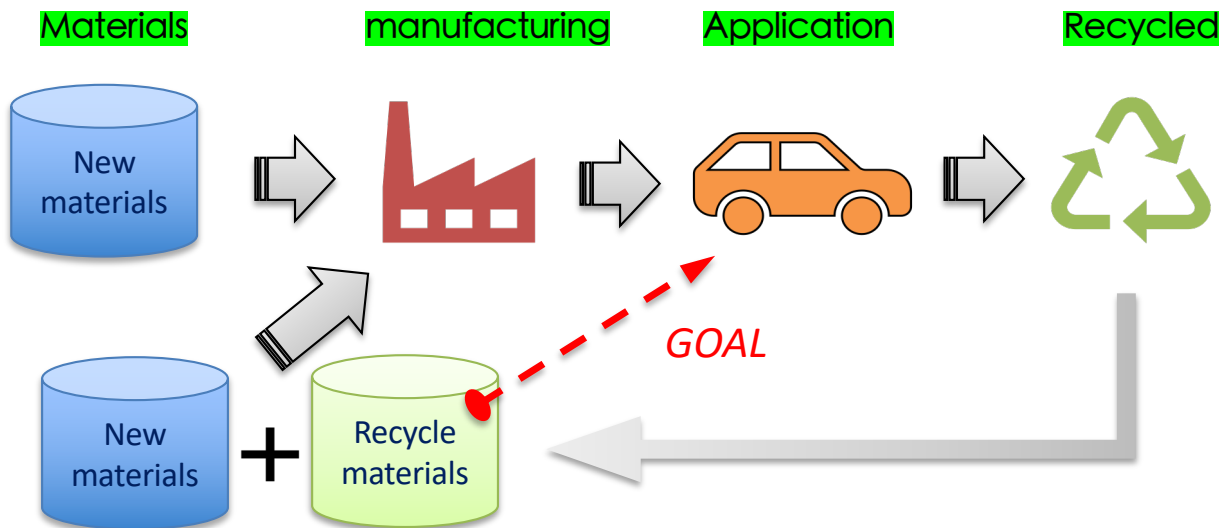 Materials
manufacturing
Application
Recycled
New
materials
GOAL
New
materials
+
Recycle
materials